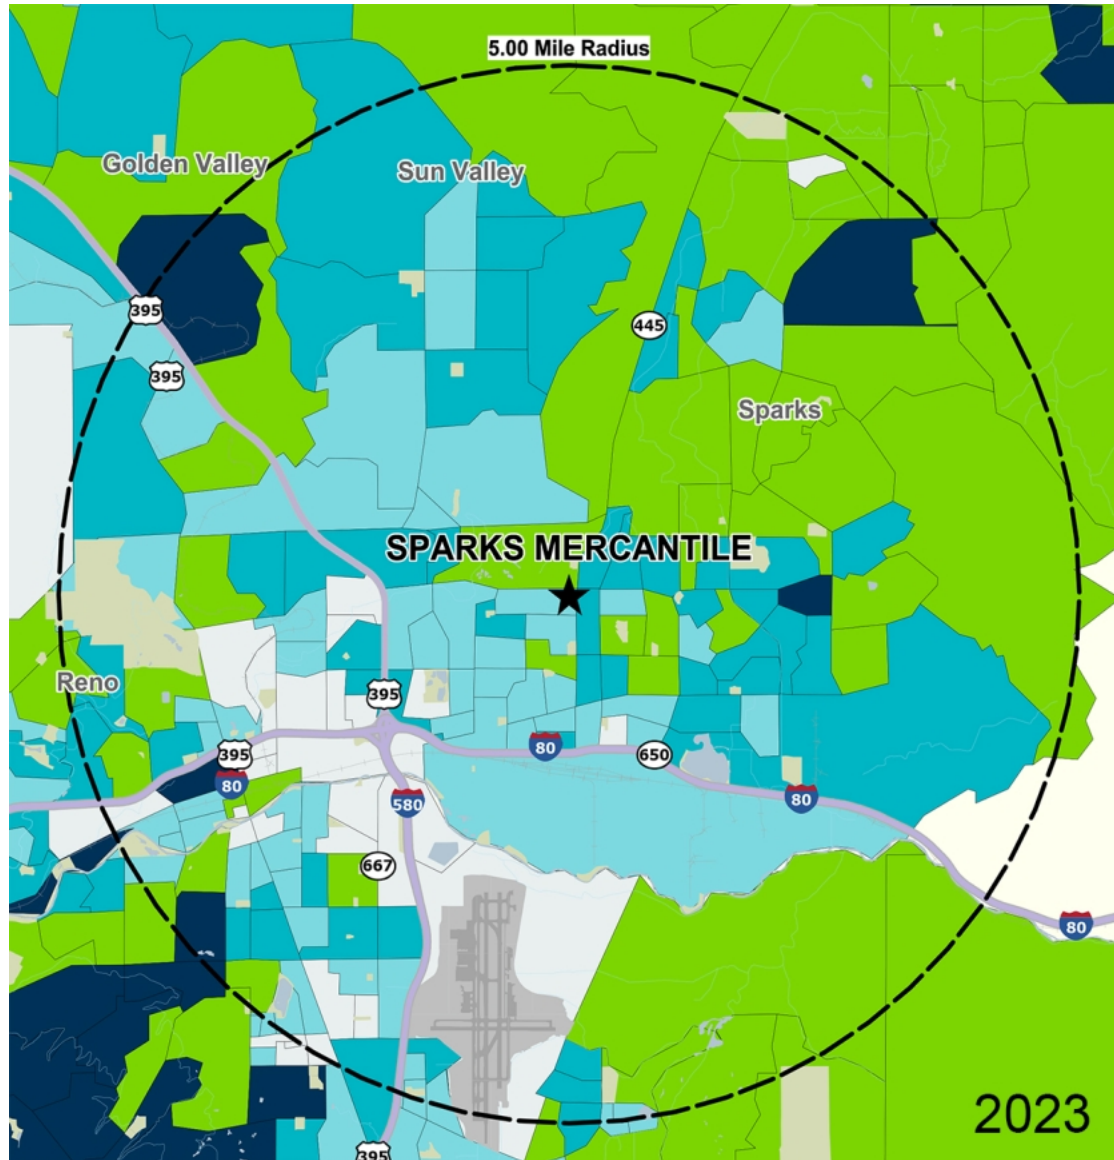 5.00 Mile Radius
Golden Valley
Sun Valley
395
445
395
Sparks
SPARKS MERCANTILE
Reno
395
395
80
650
80
580
80
667
80
2023
395